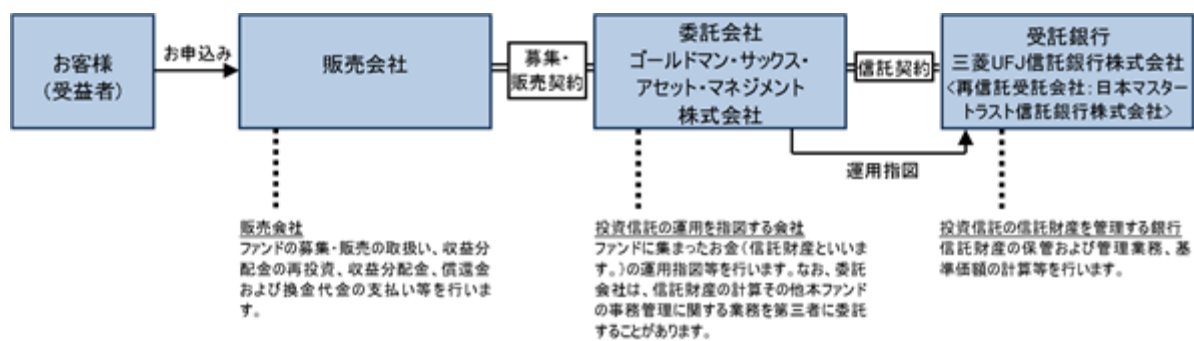 お客様
(受益者)
お申込み
販売会社
募集・
販売契約
委託会社
ゴールドマン・サックス・
アセット・マネジメント
株式会社
信託契約
受託銀行
三菱UFJ信託銀行株式会社
<再信託受託会社:日本マスター
トラスト信託銀行株式会社>
運用指図
販売会社
ファンドの募集・販売の取扱い、収益分
配金の再投資、収益分配金、償還金
および換金代金の支払い等を行いま
す。
投資信託の運用を指図する会社
ファンドに集まったお金(信託財産といいま
す。)の運用指図等を行います。なお、委託
会社は、信託財産の計算その他本ファンド
の事務管理に関する業務を第三者に委託
することがあります。
投資信託の信託財産を管理する銀行
信託財産の保管および管理業務、基
準価額の計算等を行います。